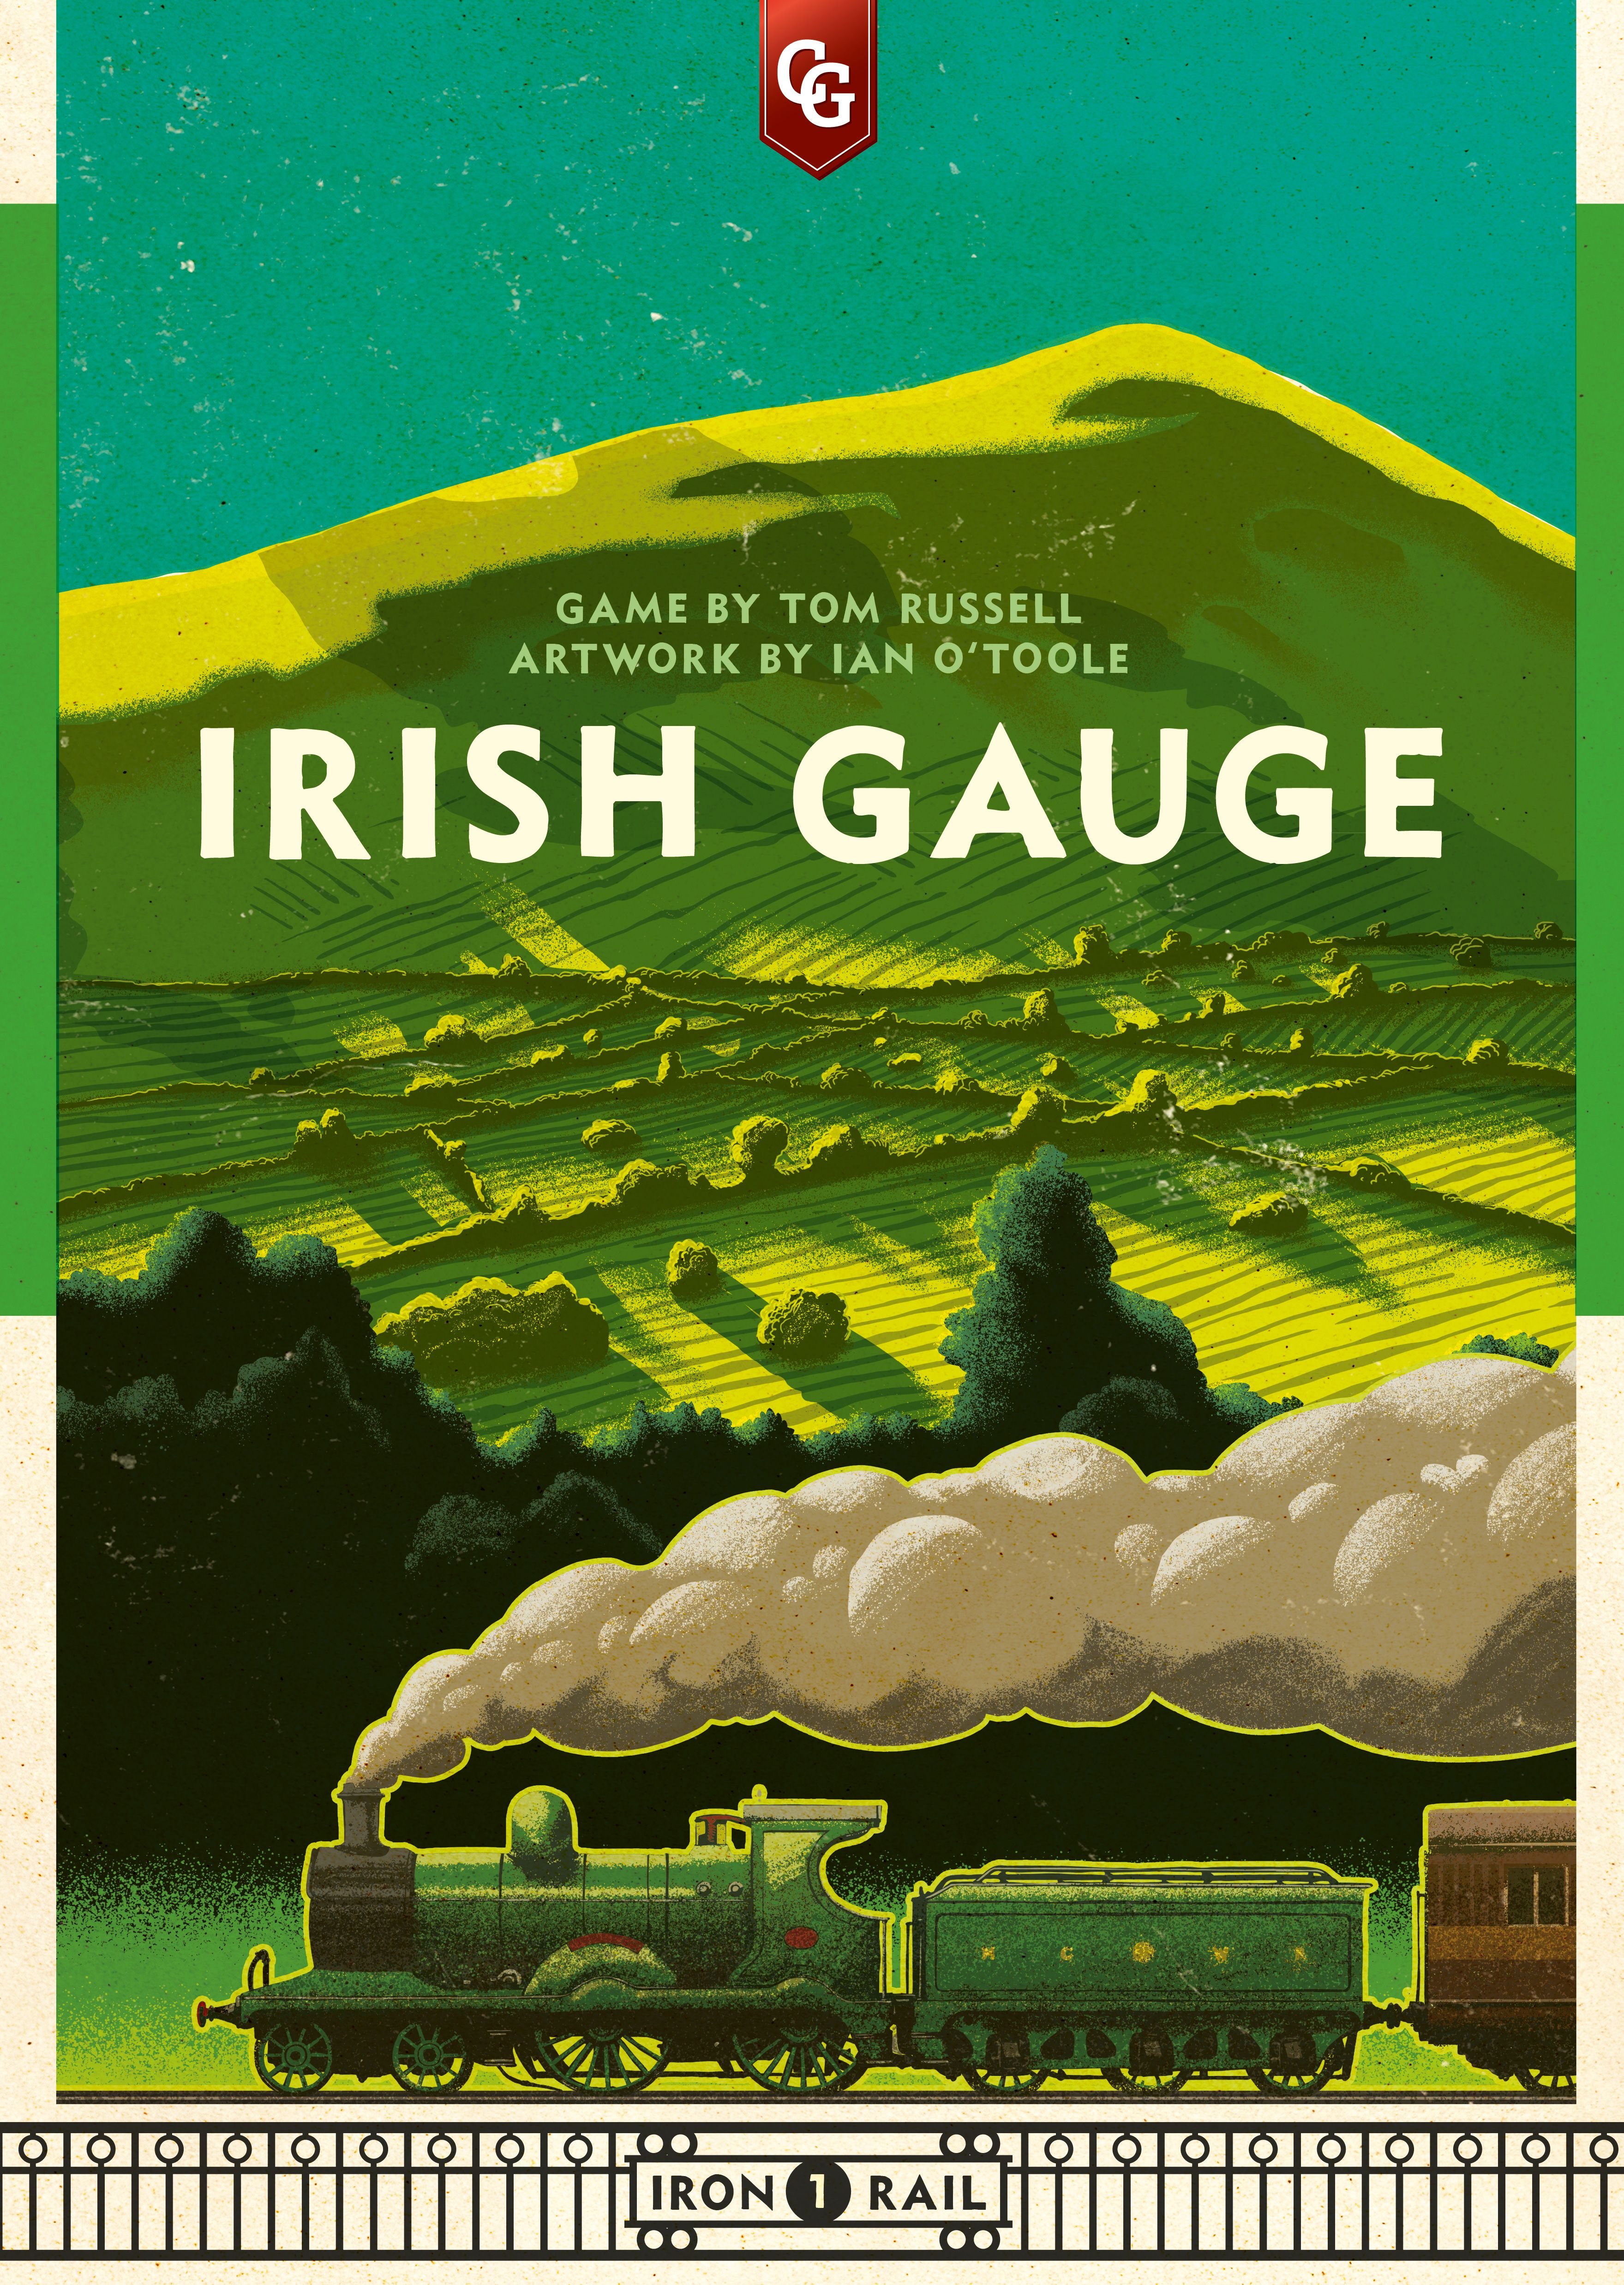 CG
GAME BY TOM RUSSELL
ARTWORK BY IAN O‘TOOLE
IRISH GAUGE
IRON 1 RAIL